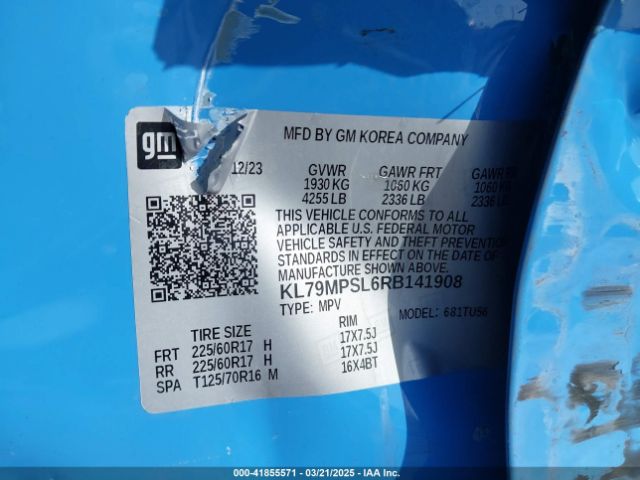 gm
MFD BY GM KOREA COMPANY
12/23 GVWR GAWR FRT GAWR
1930 KG 1060 KG 1060 KG
4255 LB 2336 LB 2336 LB
THIS VEHICLE CONFORMS TO ALL
APPLICABLE U.S. FEDERAL MOTOR
VEHICLE SAFETY AND THEFT PREVENTION
STANDARDS IN EFFECT ON THE DATE OF
MANUFACTURE SHOWN ABOVE.
KL79MPSL6RB141908
TYPE: MPV MODEL: 681TU56
TIRE SIZE RIM
FRT 225/60R17 H 17X7.5J
RR 225/60R17 H 17X7.5J
SPA T125/70R16 M 16X4BT
000-41855571 | 03/21/2025 | IAA Inc.